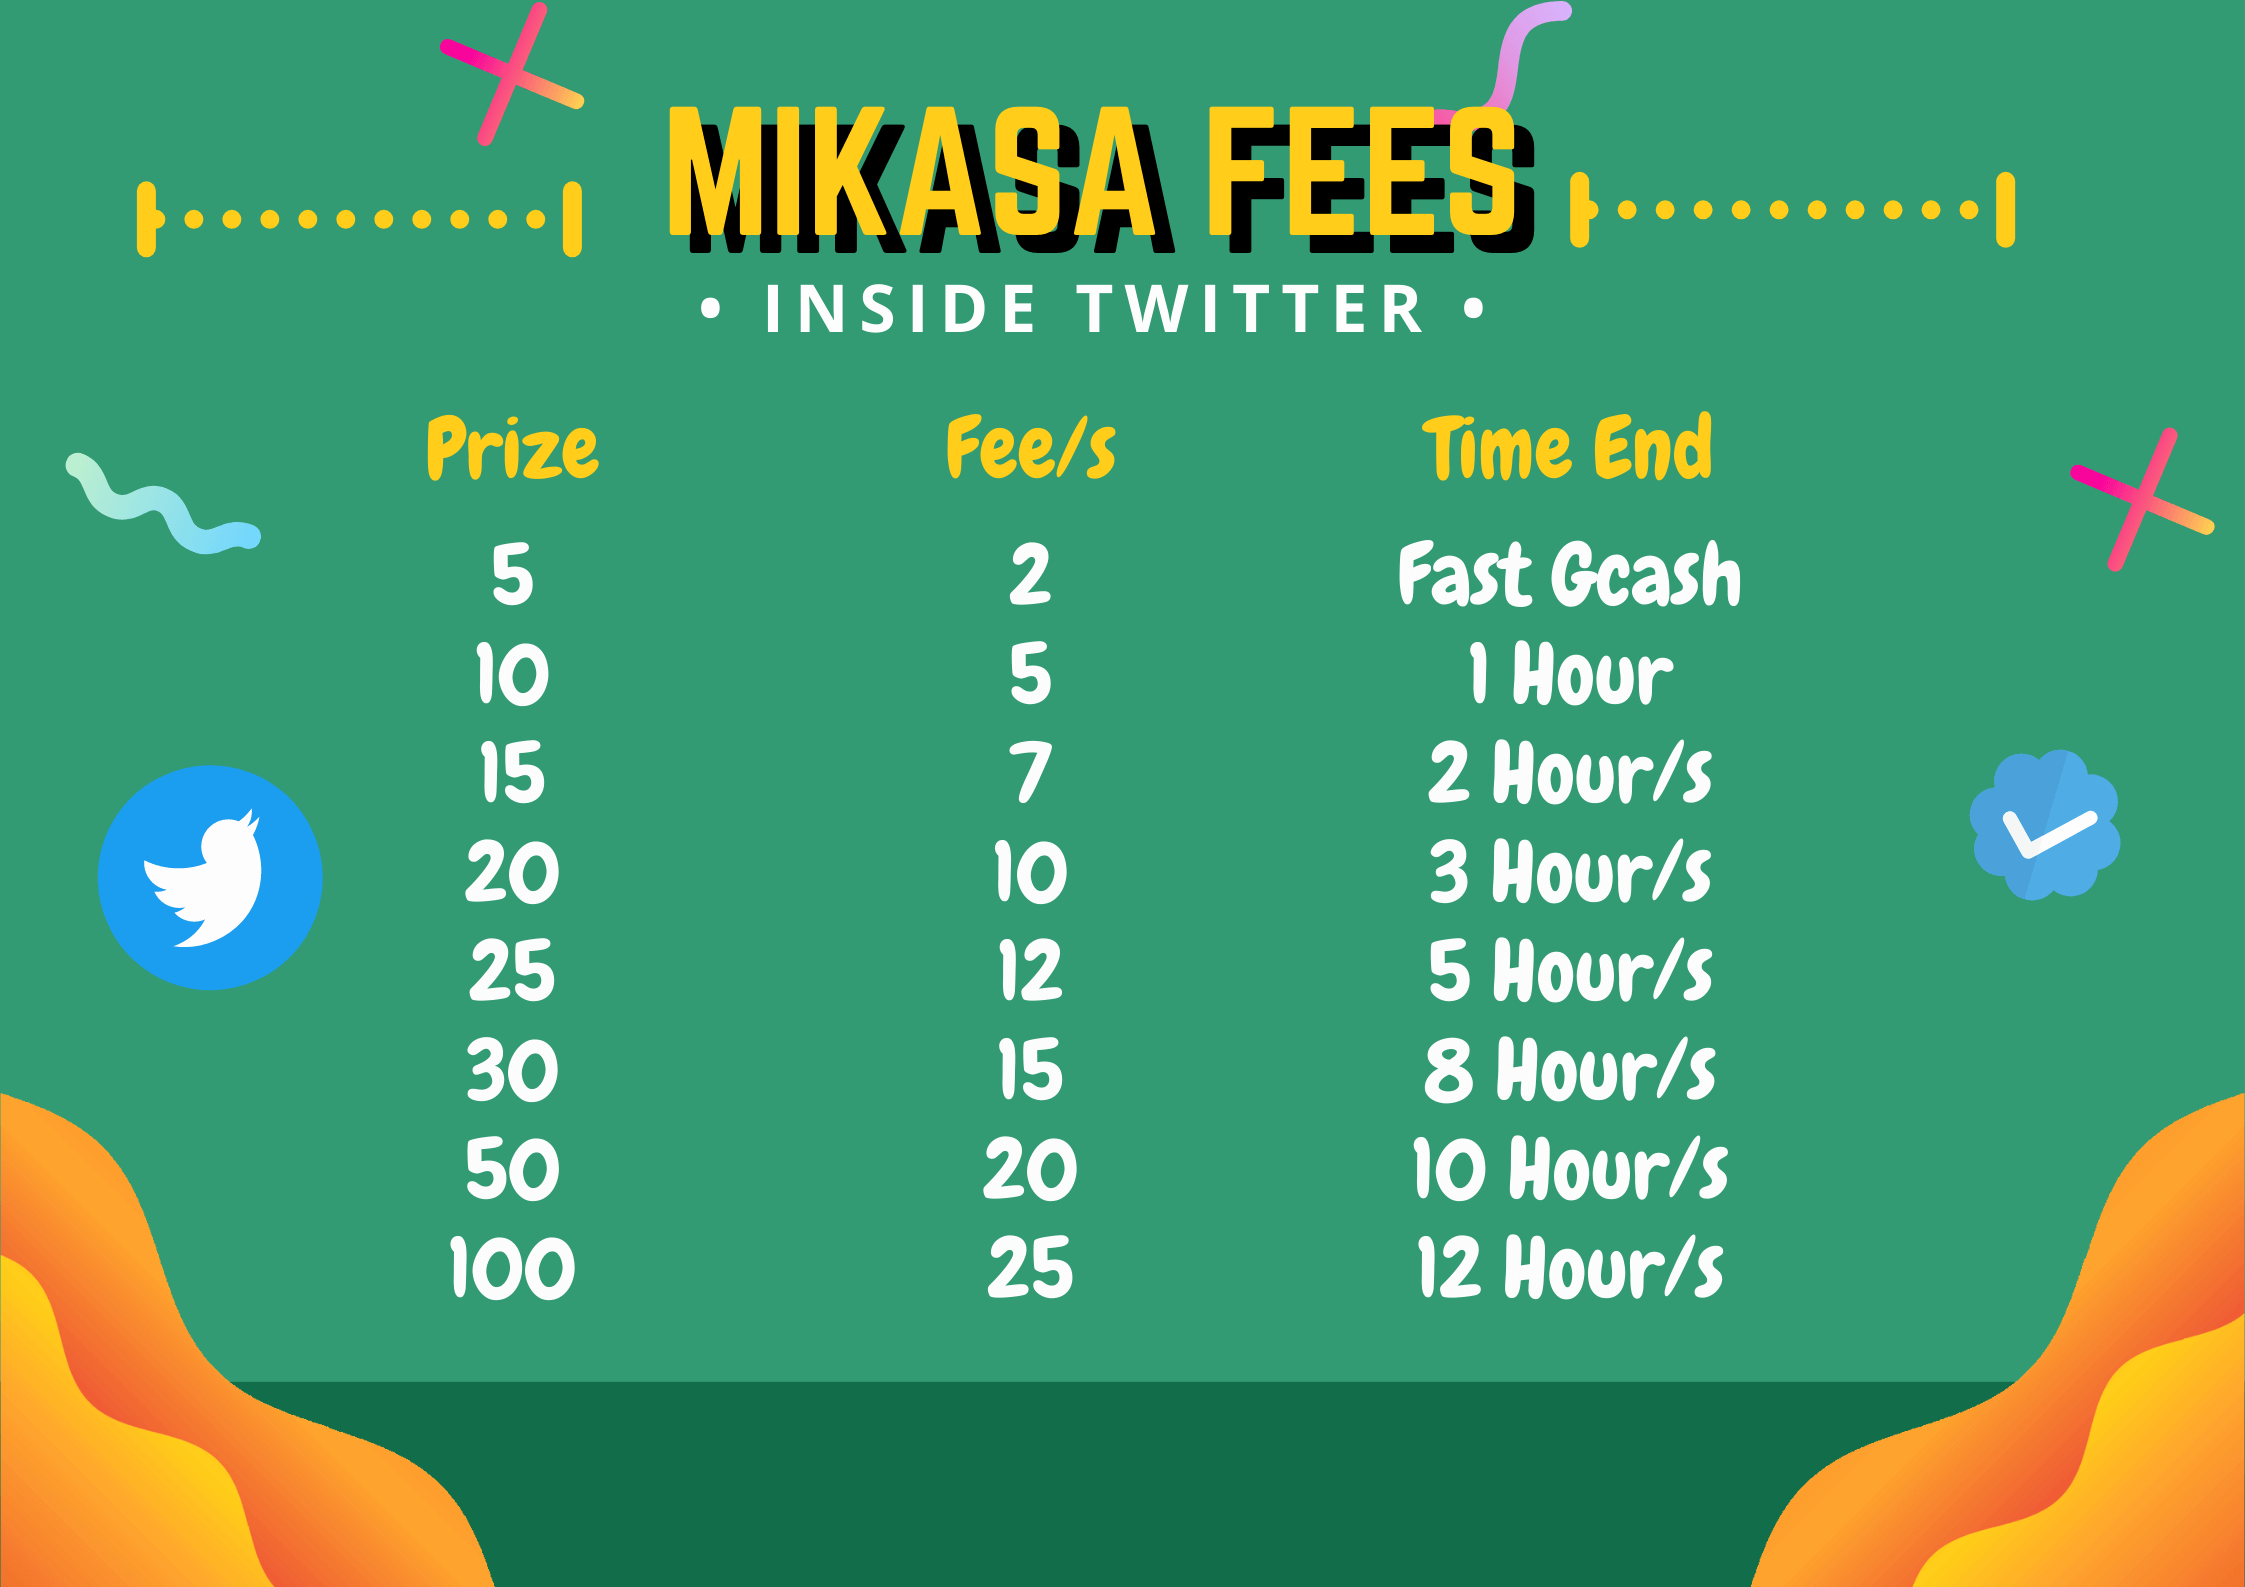 MIKASA FEES
• INSIDE TWITTER •
Prize Fee/s Time End
5 2 Fast Gcash
10 5 1 Hour
15 7 2 Hour/s
20 10 3 Hour/s
25 12 5 Hour/s
30 15 8 Hour/s
50 20 10 Hour/s
100 25 12 Hour/s